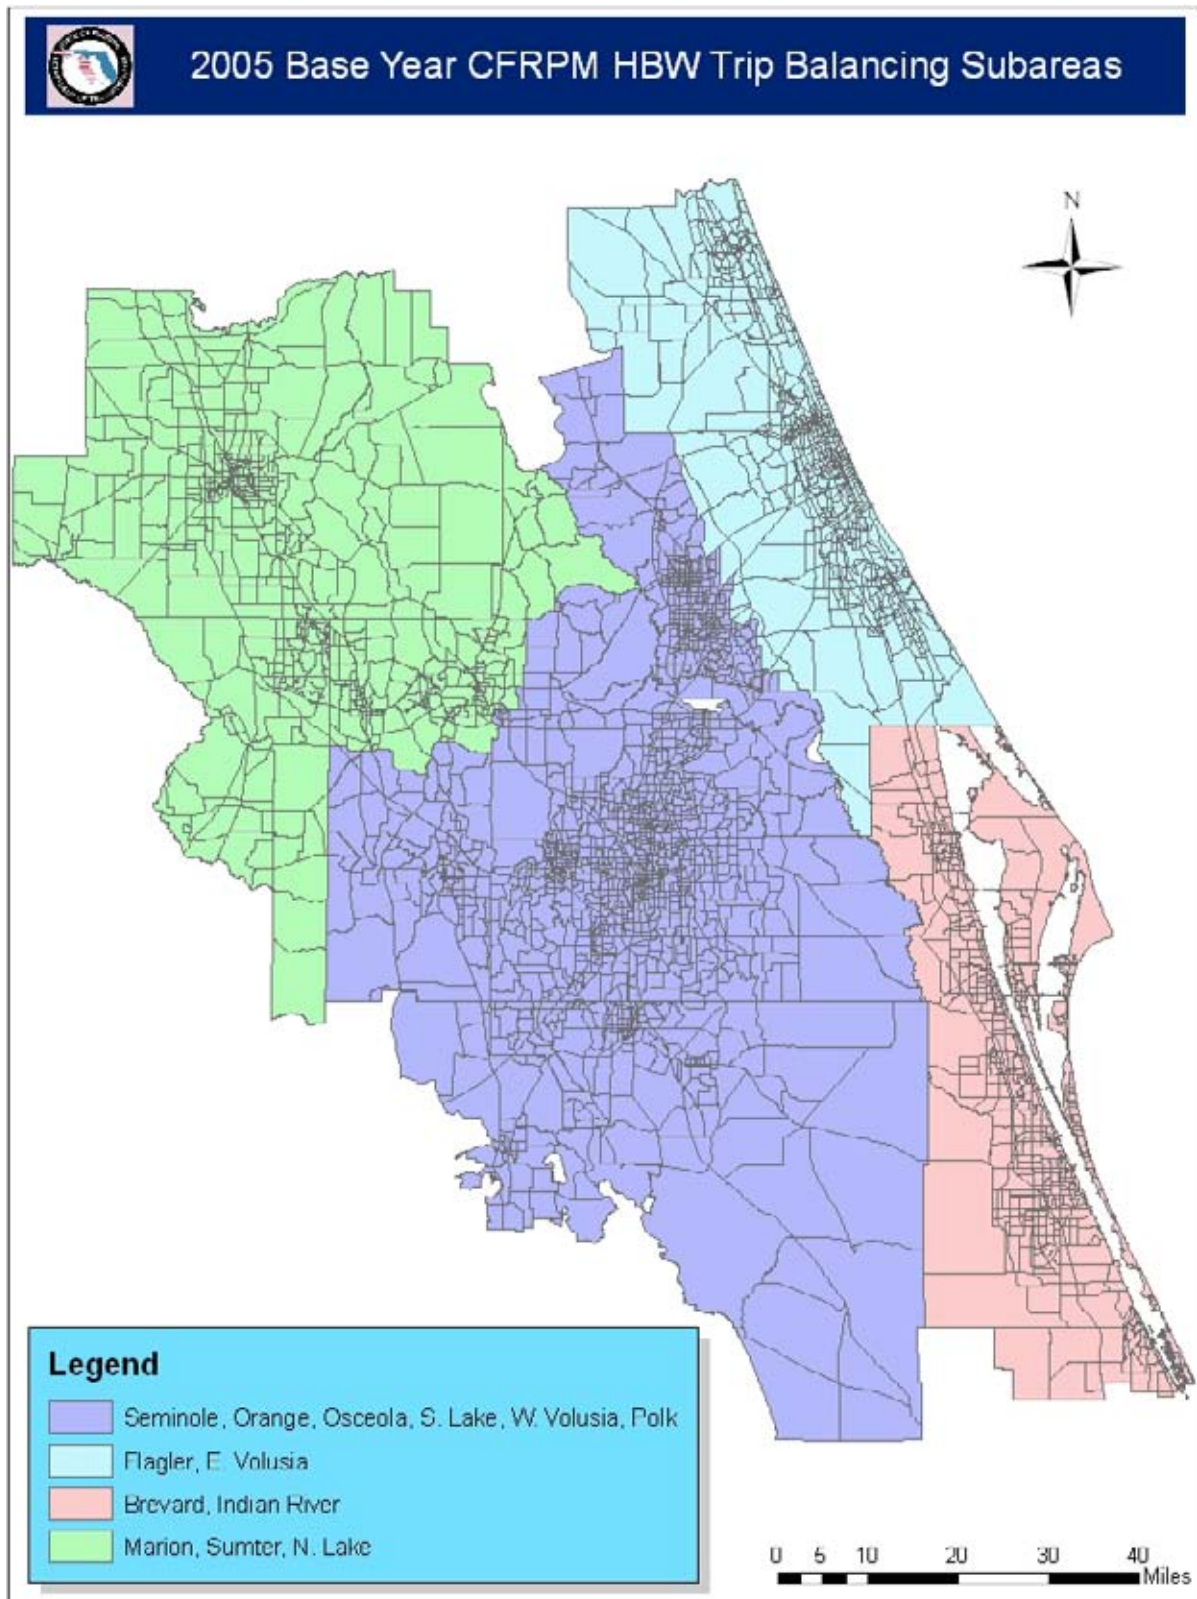 2005 Base Year CFRPM HBW Trip Balancing Subareas
N
Legend
Seminole, Orange, Osceola, S. Lake, W. Volusia, Polk
Flagler, E. Volusia
Brevard, Indian River
Marion, Sumter, N. Lake
0 5 10 20 30 40
Miles